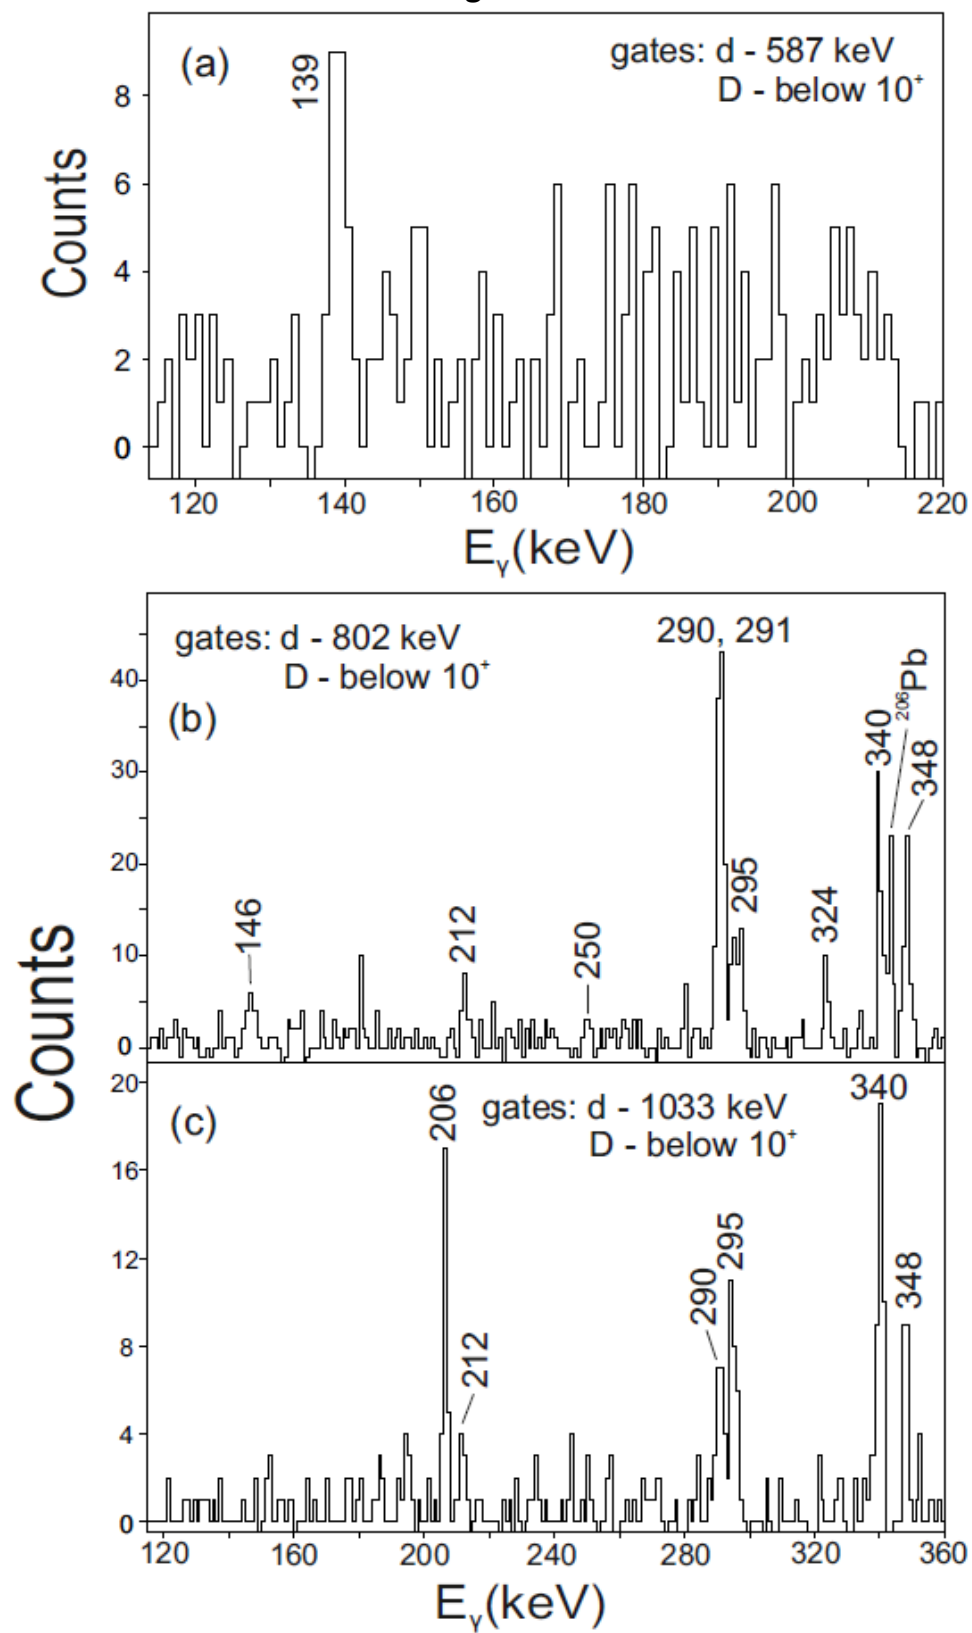 (a)
139
gates: d - 587 keV
D - below 10⁺
8
6
4
2
0
Counts
120 140 160 180 200 220
Eγ(keV)
gates: d - 802 keV
D - below 10⁺
(b)
290, 291
340
²⁰⁶Pb
348
295
324
146
212
250
40
30
20
10
0
Counts
(c)
206
gates: d - 1033 keV
D - below 10⁺
340
212
290
295
348
20
16
12
8
4
0
120 160 200 240 280 320 360
Eγ(keV)